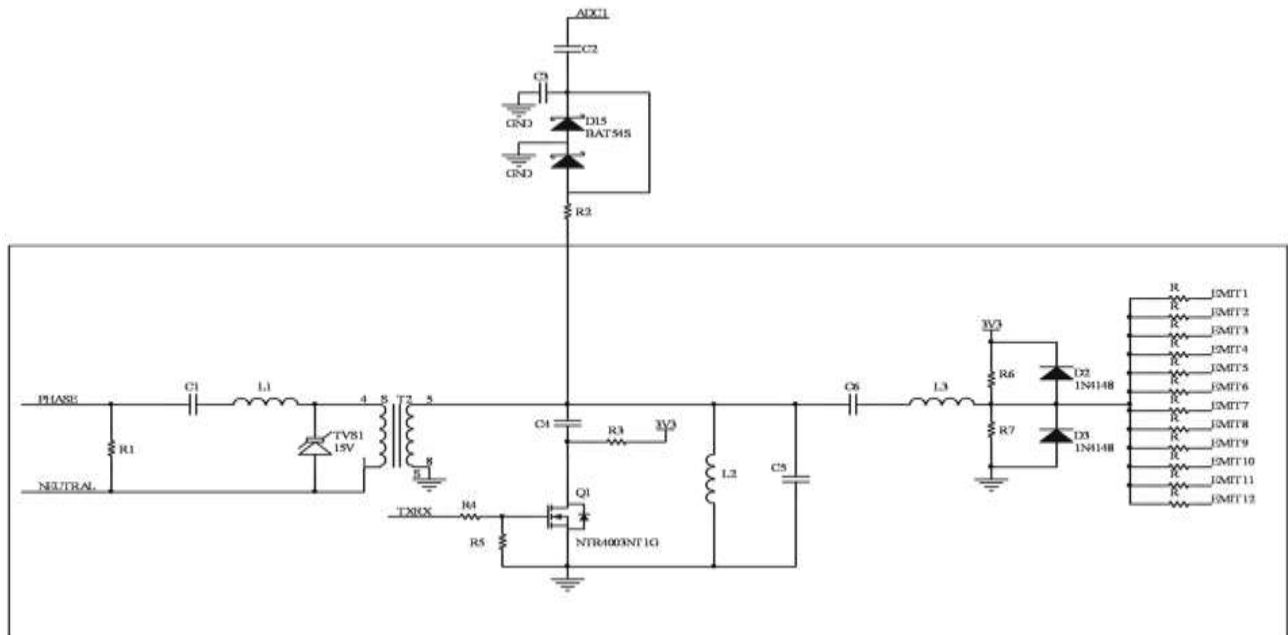 ADC1
C2
C3
GND
D15
BAT54S
GND
R2
R EMIT1
R EMIT2
R EMIT3
R EMIT4
R EMIT5
R EMIT6
R EMIT7
R EMIT8
R EMIT9
R EMIT10
R EMIT11
R EMIT12
3V3
R6
D2
1N4148
PHASE
C1
L1
4
S
T2
5
C6
L3
R1
TVS1
15V
C4
R3
3V3
R7
D3
1N4148
NEUTRAL
1
S
8
L2
C5
TXRX
R4
Q1
R5
NTR4003NT1G